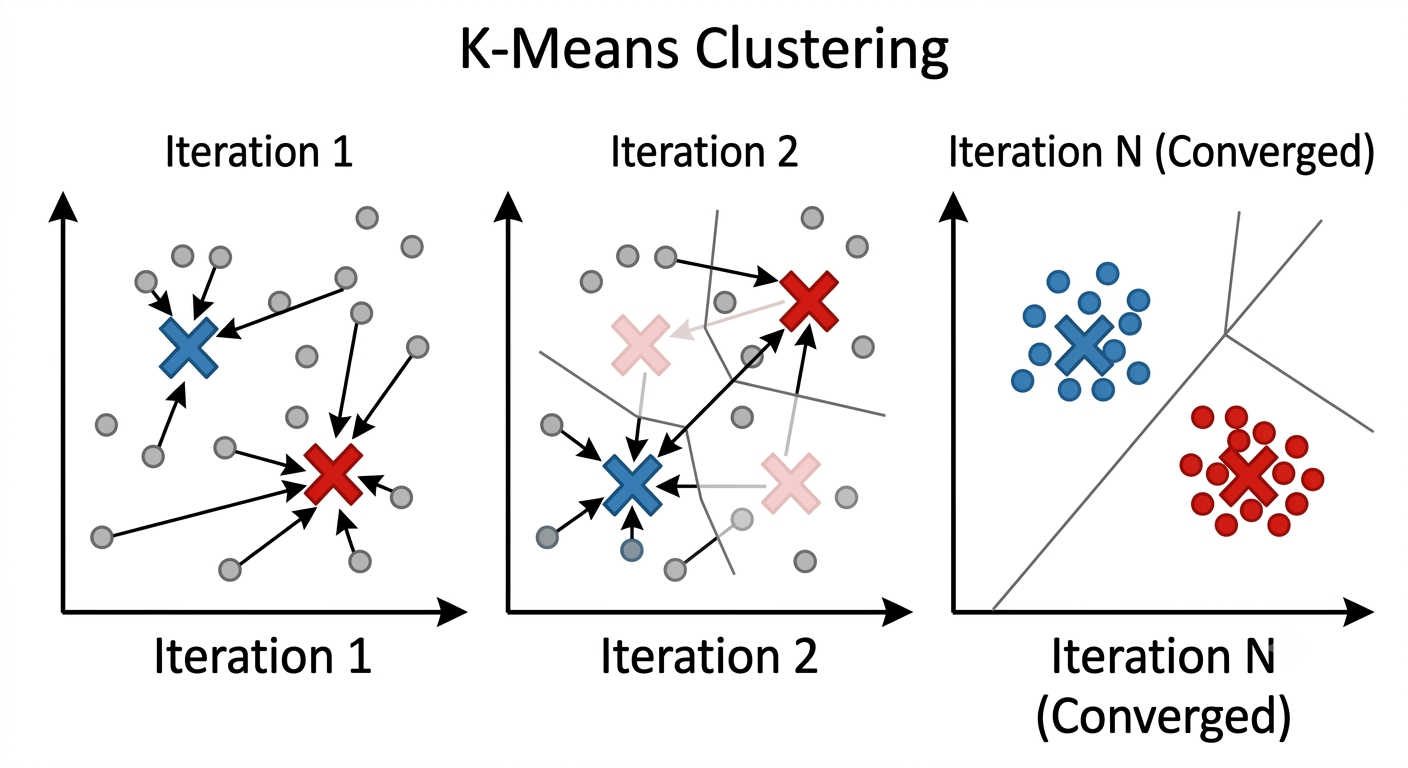 K-Means Clustering
Iteration 1
Iteration 2
Iteration N (Converged)
Iteration 1
Iteration 2
Iteration N
(Converged)